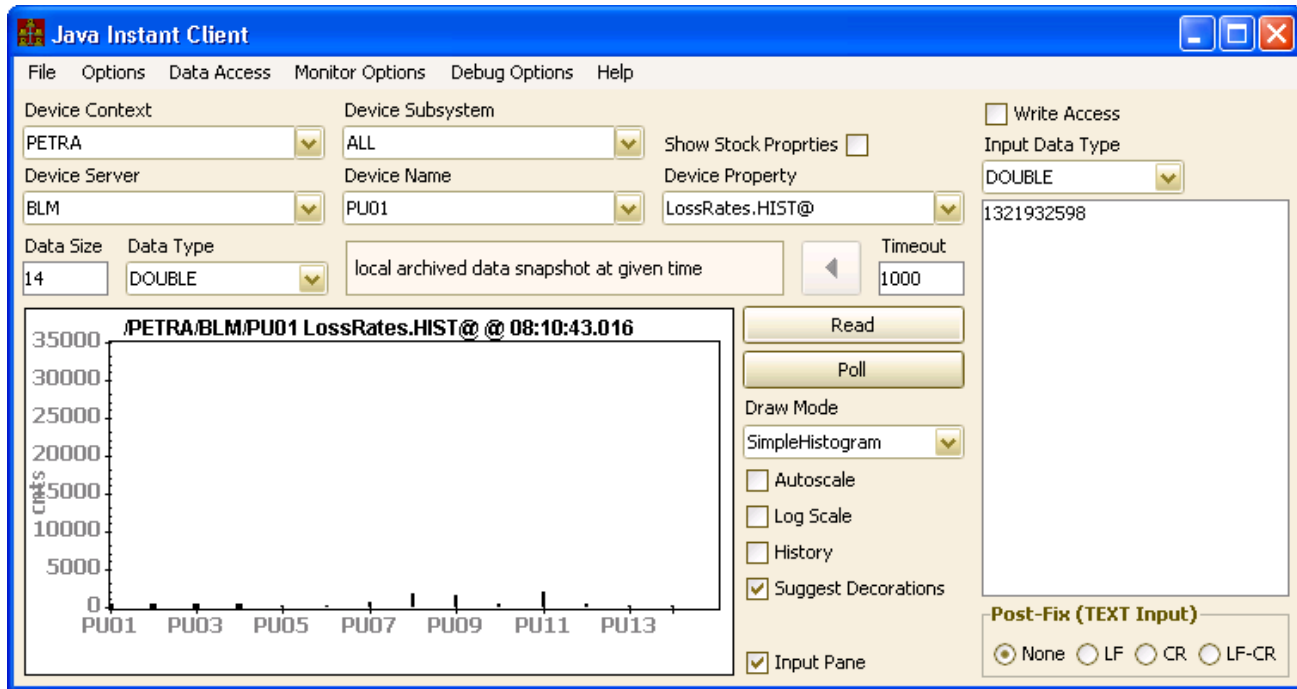 Java Instant Client
File Options Data Access Monitor Options Debug Options Help
Device Context
PETRA
Device Subsystem
ALL
Show Stock Proprties
Device Server
BLM
Device Name
PU01
Device Property
LossRates.HIST@
Data Size
14
Data Type
DOUBLE
local archived data snapshot at given time
Timeout
1000
/PETRA/BLM/PU01 LossRates.HIST@ @ 08:10:43.016
35000
30000
25000
20000
15000
10000
5000
0
cnts
PU01 PU03 PU05 PU07 PU09 PU11 PU13
Read
Poll
Draw Mode
SimpleHistogram
Autoscale
Log Scale
History
Suggest Decorations
Input Pane
Write Access
Input Data Type
DOUBLE
1321932598
Post-Fix (TEXT Input)
None LF CR LF-CR